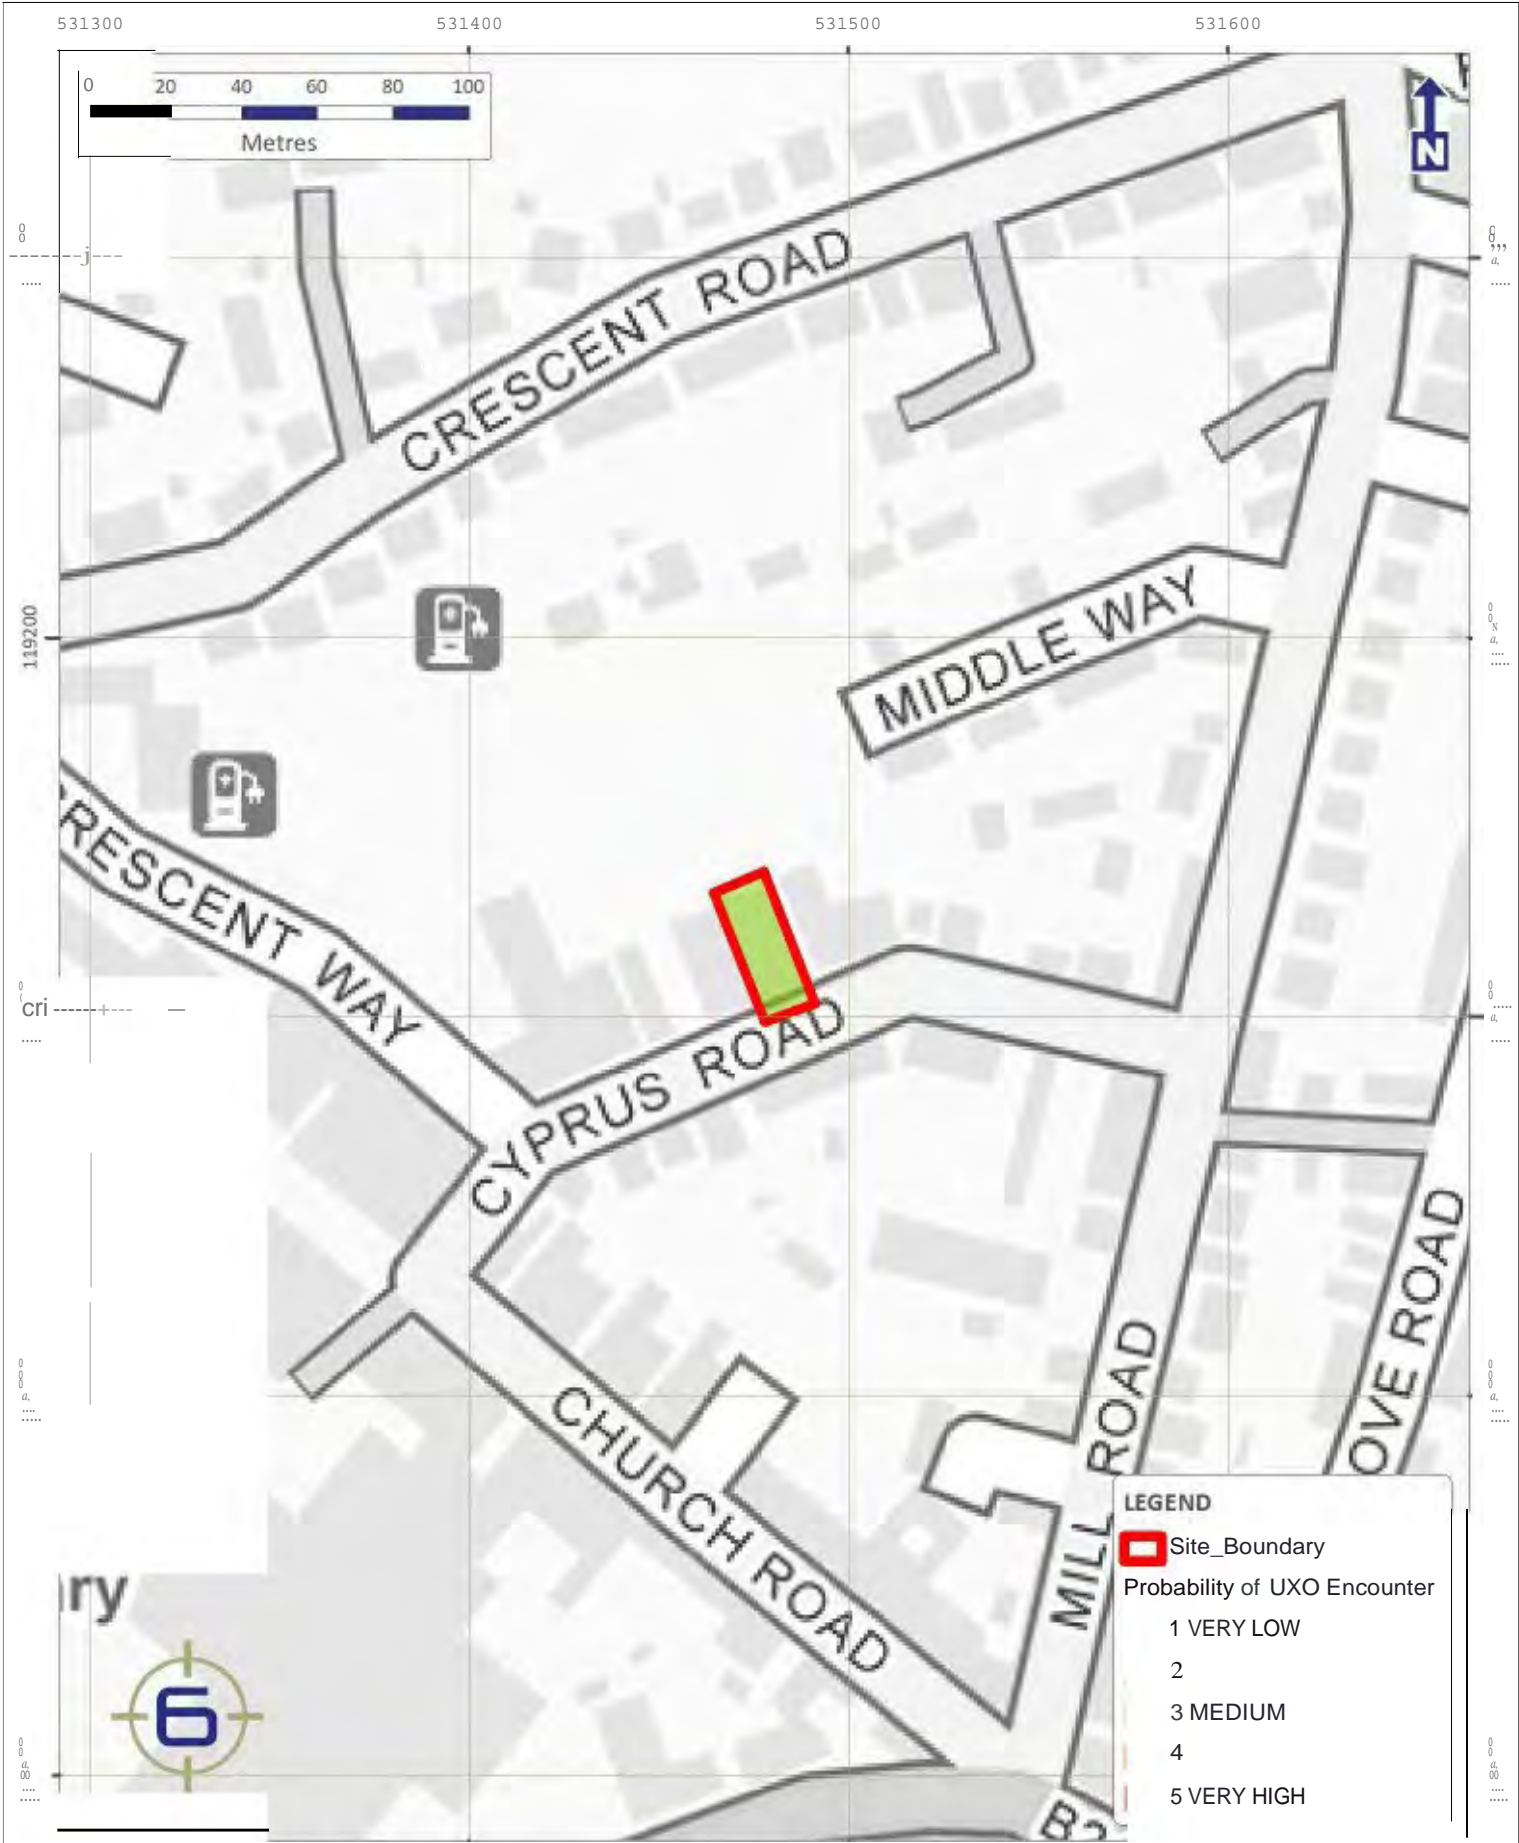 531300 531400 531500 531600
0 20 40 60 80 100
Metres
N
CRESCENT ROAD
119200
MIDDLE WAY
RESCENT WAY
cri
CYPRUS ROAD
OVE ROAD
CHURCH ROAD
MILL ROAD
LEGEND
Site_Boundary
Probability of UXO Encounter
1 VERY LOW
2
3 MEDIUM
4
5 VERY HIGH
ry
6